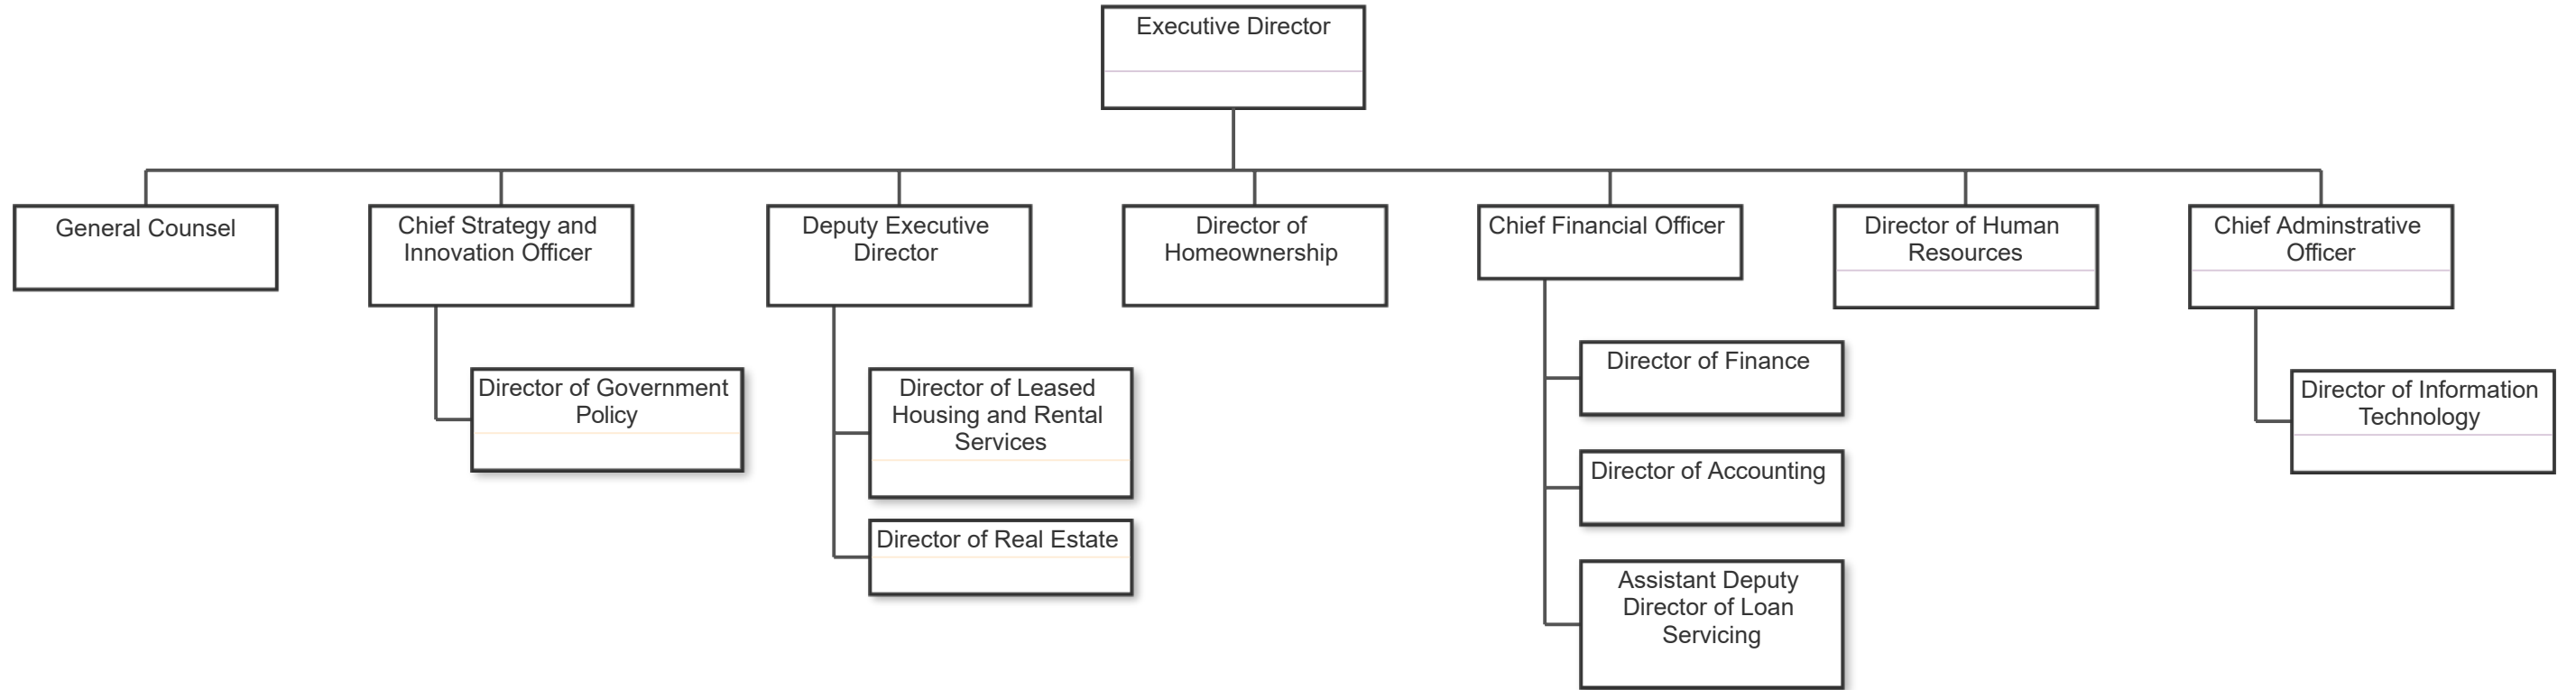 Executive Director
General Counsel
Chief Strategy and
Innovation Officer
Deputy Executive
Director
Director of
Homeownership
Chief Financial Officer
Director of Human
Resources
Chief Adminstrative
Officer
Director of Government
Policy
Director of Leased
Housing and Rental
Services
Director of Real Estate
Director of Finance
Director of Accounting
Assistant Deputy
Director of Loan
Servicing
Director of Information
Technology